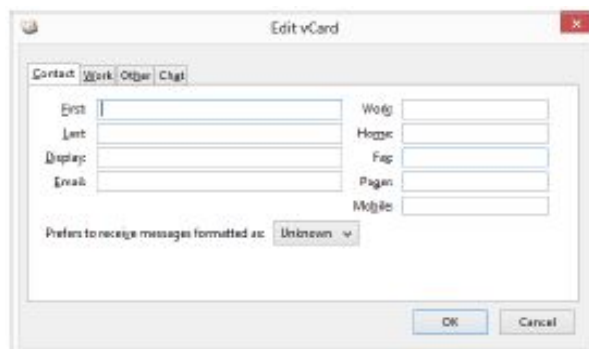 Edit vCard
Contact Work Other Chat
First: Work:
Last: Home:
Display: Fax:
Email: Pager:
Mobile:
Prefers to receive messages formatted as: Unknown
OK Cancel